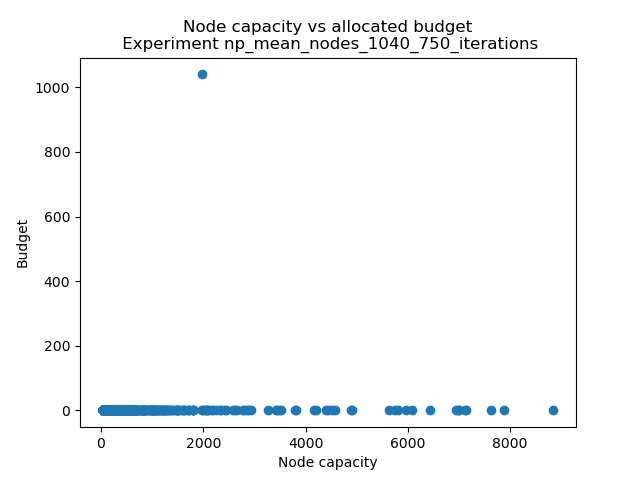 Node capacity vs allocated budget
Experiment np_mean_nodes_1040_750_iterations
1000
800
600
400
200
0
Budget
0 2000 4000 6000 8000
Node capacity